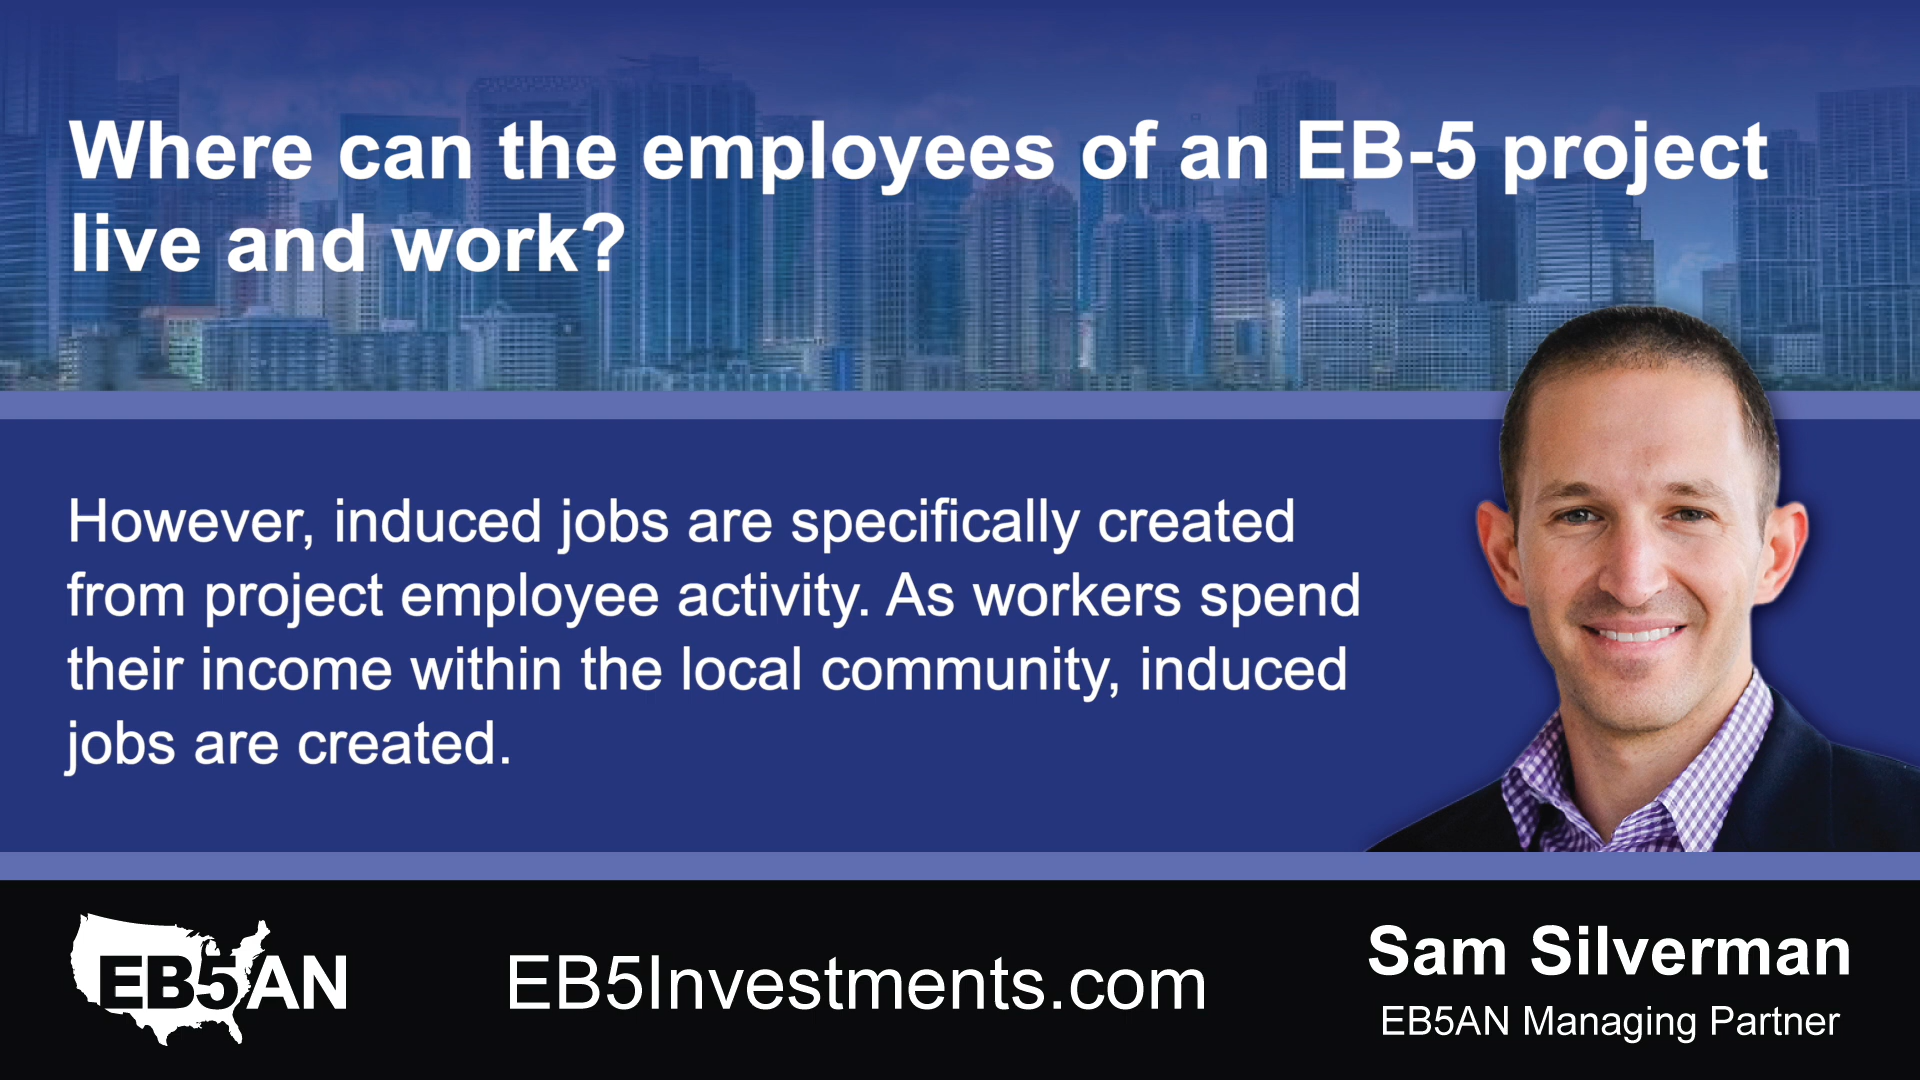 Where can the employees of an EB-5 project
live and work?
However, induced jobs are specifically created
from project employee activity. As workers spend
their income within the local community, induced
jobs are created.
EB5AN
EB5Investments.com
Sam Silverman
EB5AN Managing Partner